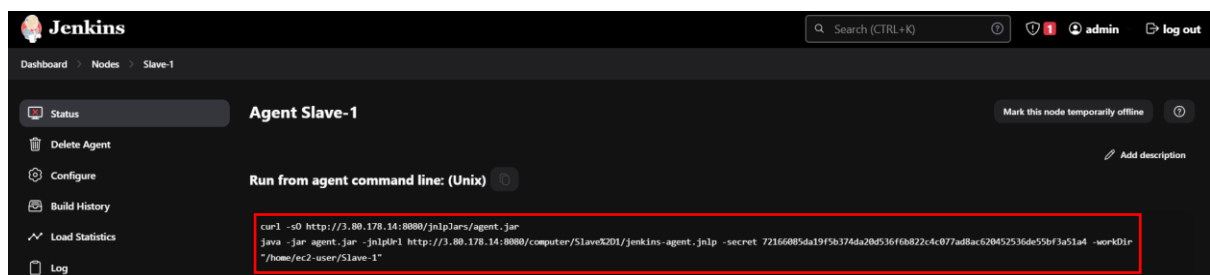 Jenkins
Search (CTRL+K)
1
admin
log out
Dashboard > Nodes > Slave-1
Status
Agent Slave-1
Mark this node temporarily offline
Delete Agent
Add description
Configure
Run from agent command line: (Unix)
Build History
curl -sO http://3.80.178.14:8080/jnlpJars/agent.jar
Load Statistics
java -jar agent.jar -jnlpUrl http://3.80.178.14:8080/computer/Slave%2D1/jenkins-agent.jnlp -secret 72166085da19f5b374da20d536f6b822c4c077ad8ac620452536de55bf3a51a4 -workDir
"/home/ec2-user/Slave-1"
Log